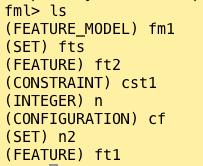 fml> ls
(FEATURE_MODEL) fm1
(SET) fts
(FEATURE) ft2
(CONSTRAINT) cst1
(INTEGER) n
(CONFIGURATION) cf
(SET) n2
(FEATURE) ft1